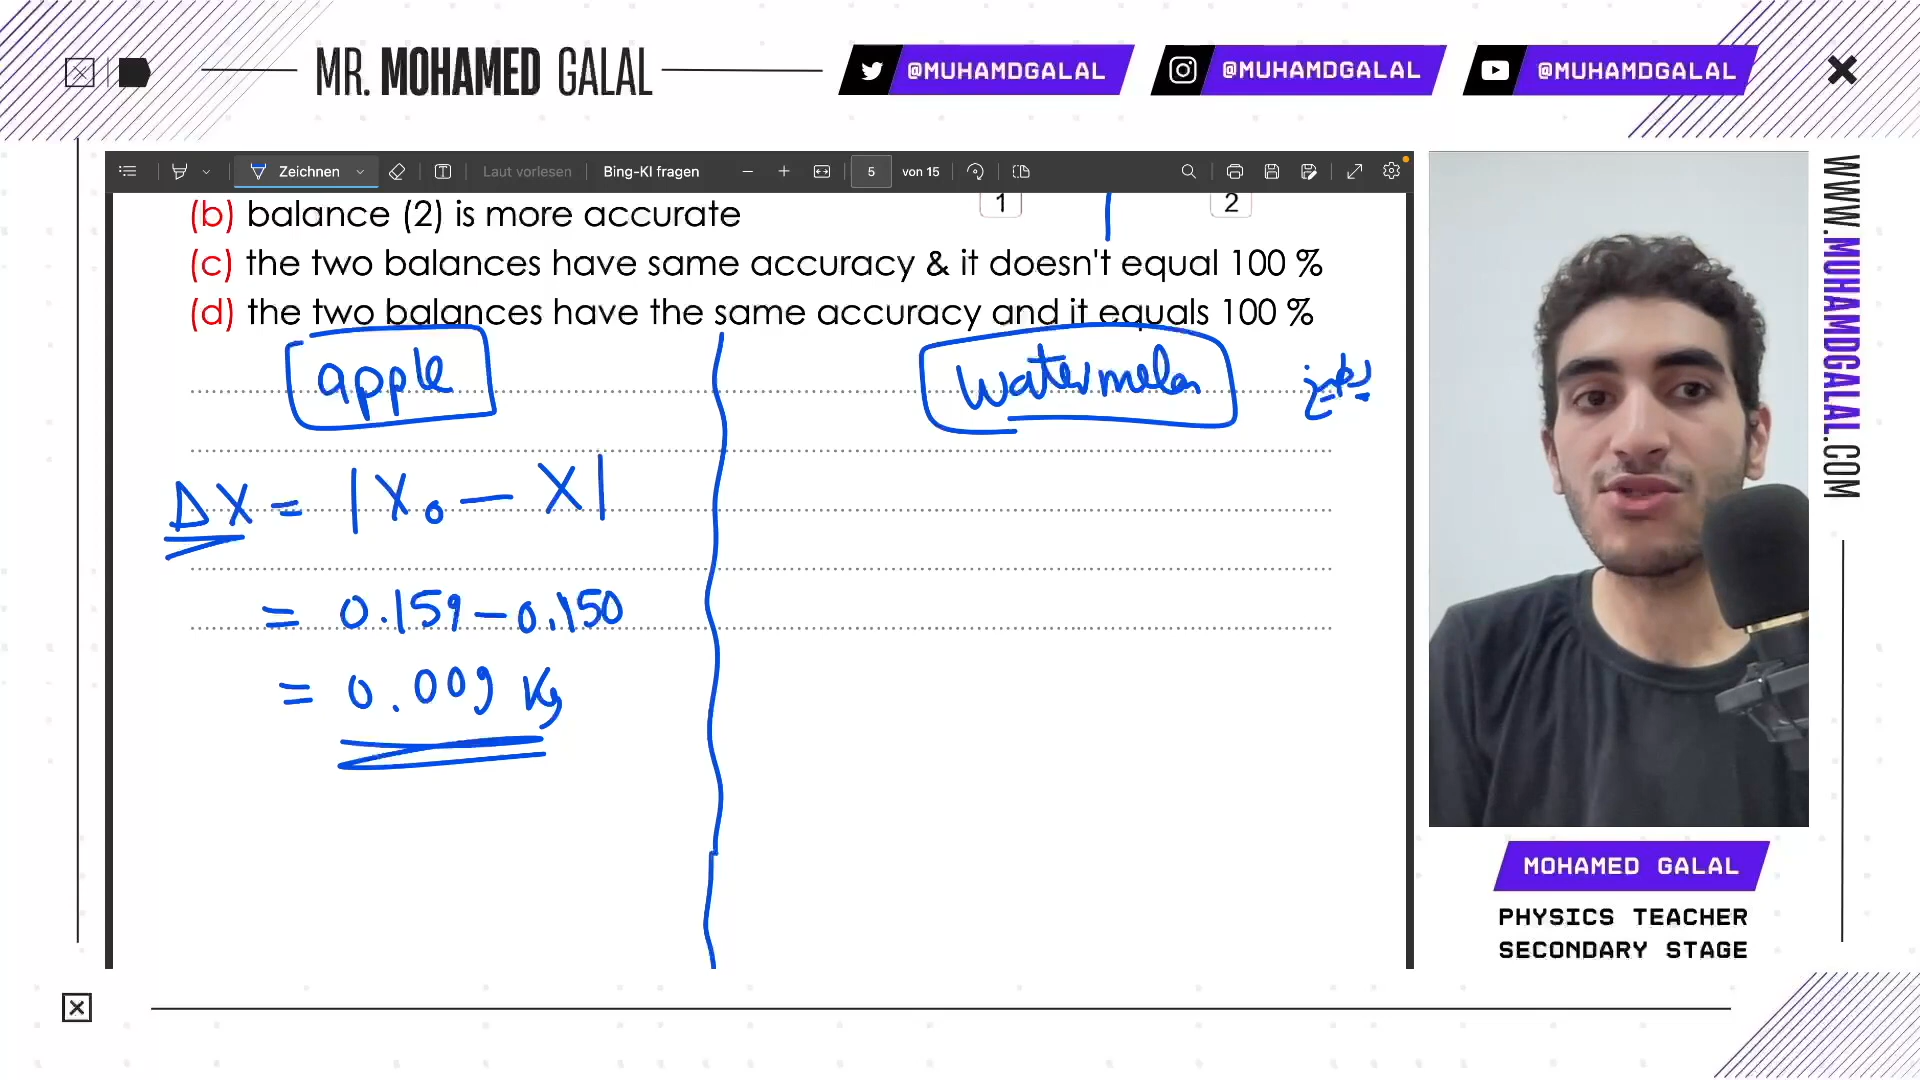 MR. MOHAMED GALAL
@MUHAMDGALAL
@MUHAMDGALAL
@MUHAMDGALAL
Zeichnen
Laut vorlesen
Bing-KI fragen
5
von 15
1
2
(b) balance (2) is more accurate
(c) the two balances have same accuracy & it doesn't equal 100 %
(d) the two balances have the same accuracy and it equals 100 %
apple
watermelon
ΔX = |X₀ – X|
= 0.159 – 0.150
= 0.009 Kg
WWW.MUHAMDGALAL.COM
MOHAMED GALAL
PHYSICS TEACHER
SECONDARY STAGE